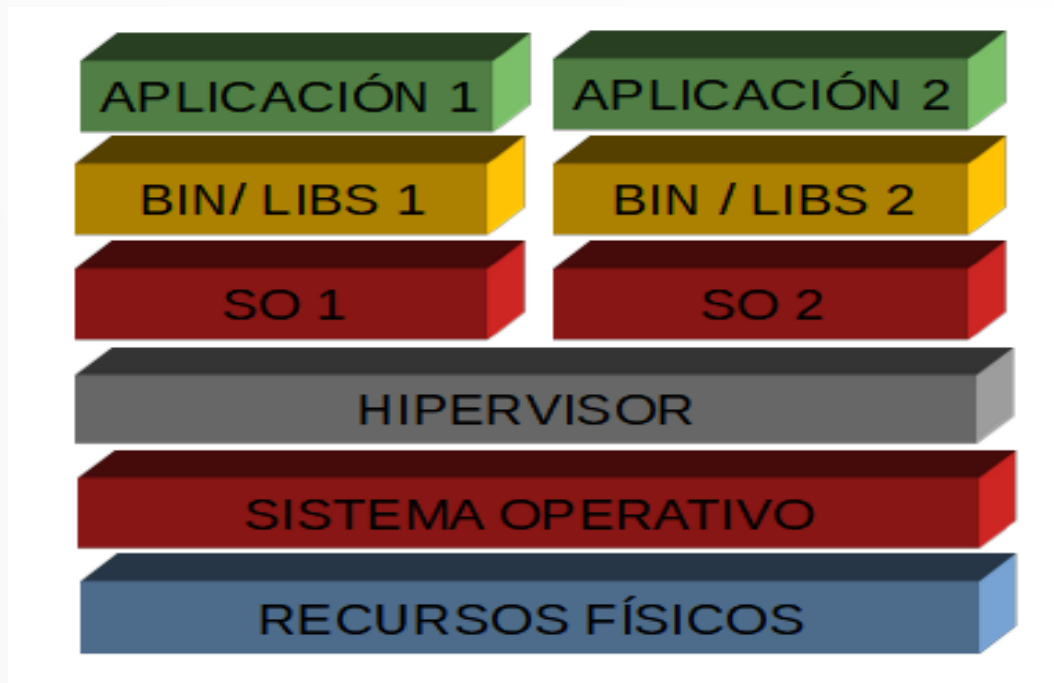 APLICACIÓN 1
APLICACIÓN 2
BIN/ LIBS 1
BIN / LIBS 2
SO 1
SO 2
HIPERVISOR
SISTEMA OPERATIVO
RECURSOS FÍSICOS